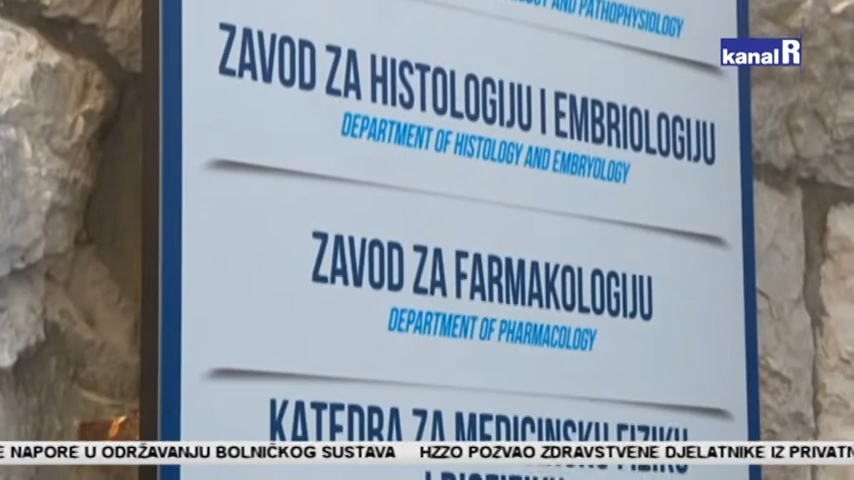 AND PATHOPHYSIOLOGY
kanalR
ZAVOD ZA HISTOLOGIJU I EMBRIOLOGIJU
DEPARTMENT OF HISTOLOGY AND EMBRYOLOGY
ZAVOD ZA FARMAKOLOGIJU
DEPARTMENT OF PHARMACOLOGY
KATEDRA ZA MEDICINSKU FIZIKU
NAPORE U ODRŽAVANJU BOLNIČKOG SUSTAVA HZZO POZVAO ZDRAVSTVENE DJELATNIKE IZ PRIVATN